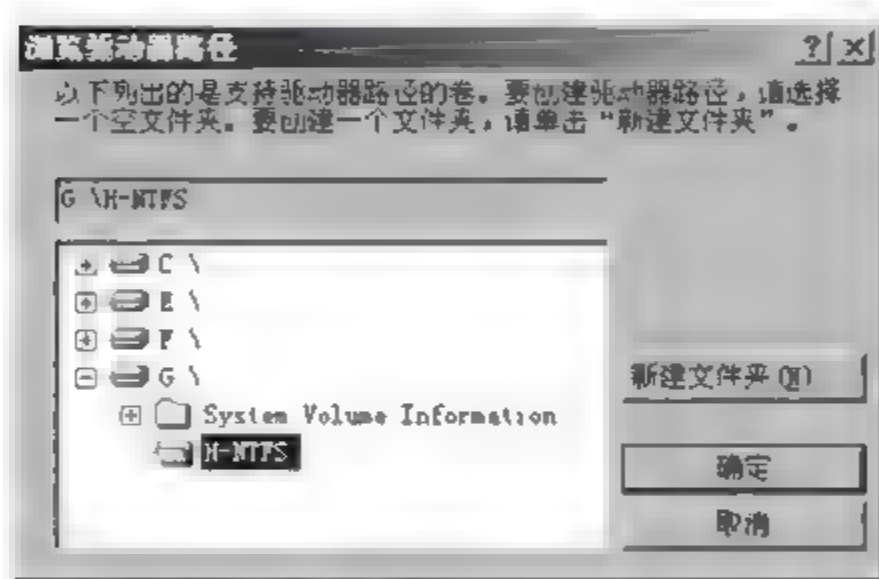 浏览驱动器路径
以下列出的是支持驱动器路径的卷。要创建驱动器路径，请选择
一个空文件夹。要创建一个文件夹，请单击“新建文件夹”。
G \H-NTFS
C \
E \
F \
G \
System Volume Information
H-NTFS
新建文件夹(N)
确定
取消